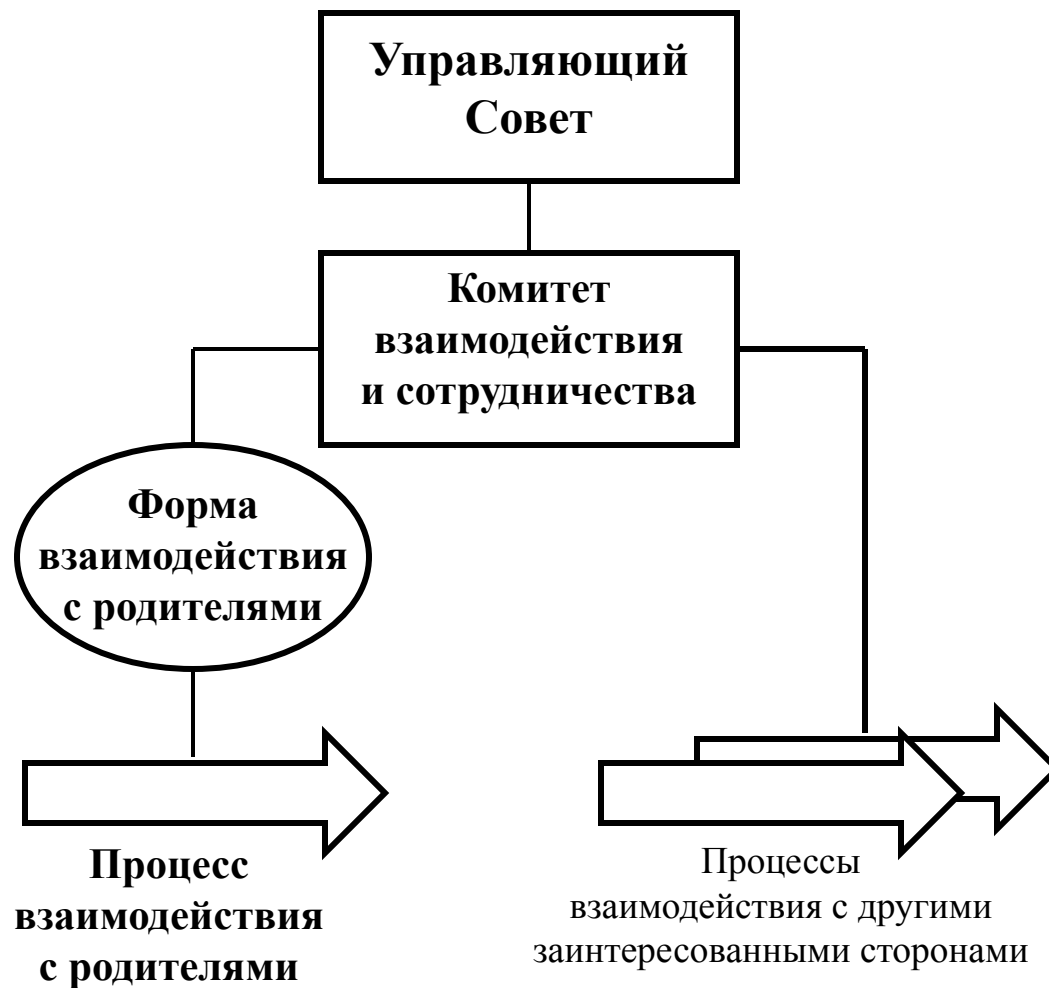 Управляющий
Совет
Комитет
взаимодействия
и сотрудничества
Форма
взаимодействия
с родителями
Процесс
взаимодействия
с родителями
Процессы
взаимодействия с другими
заинтересованными сторонами